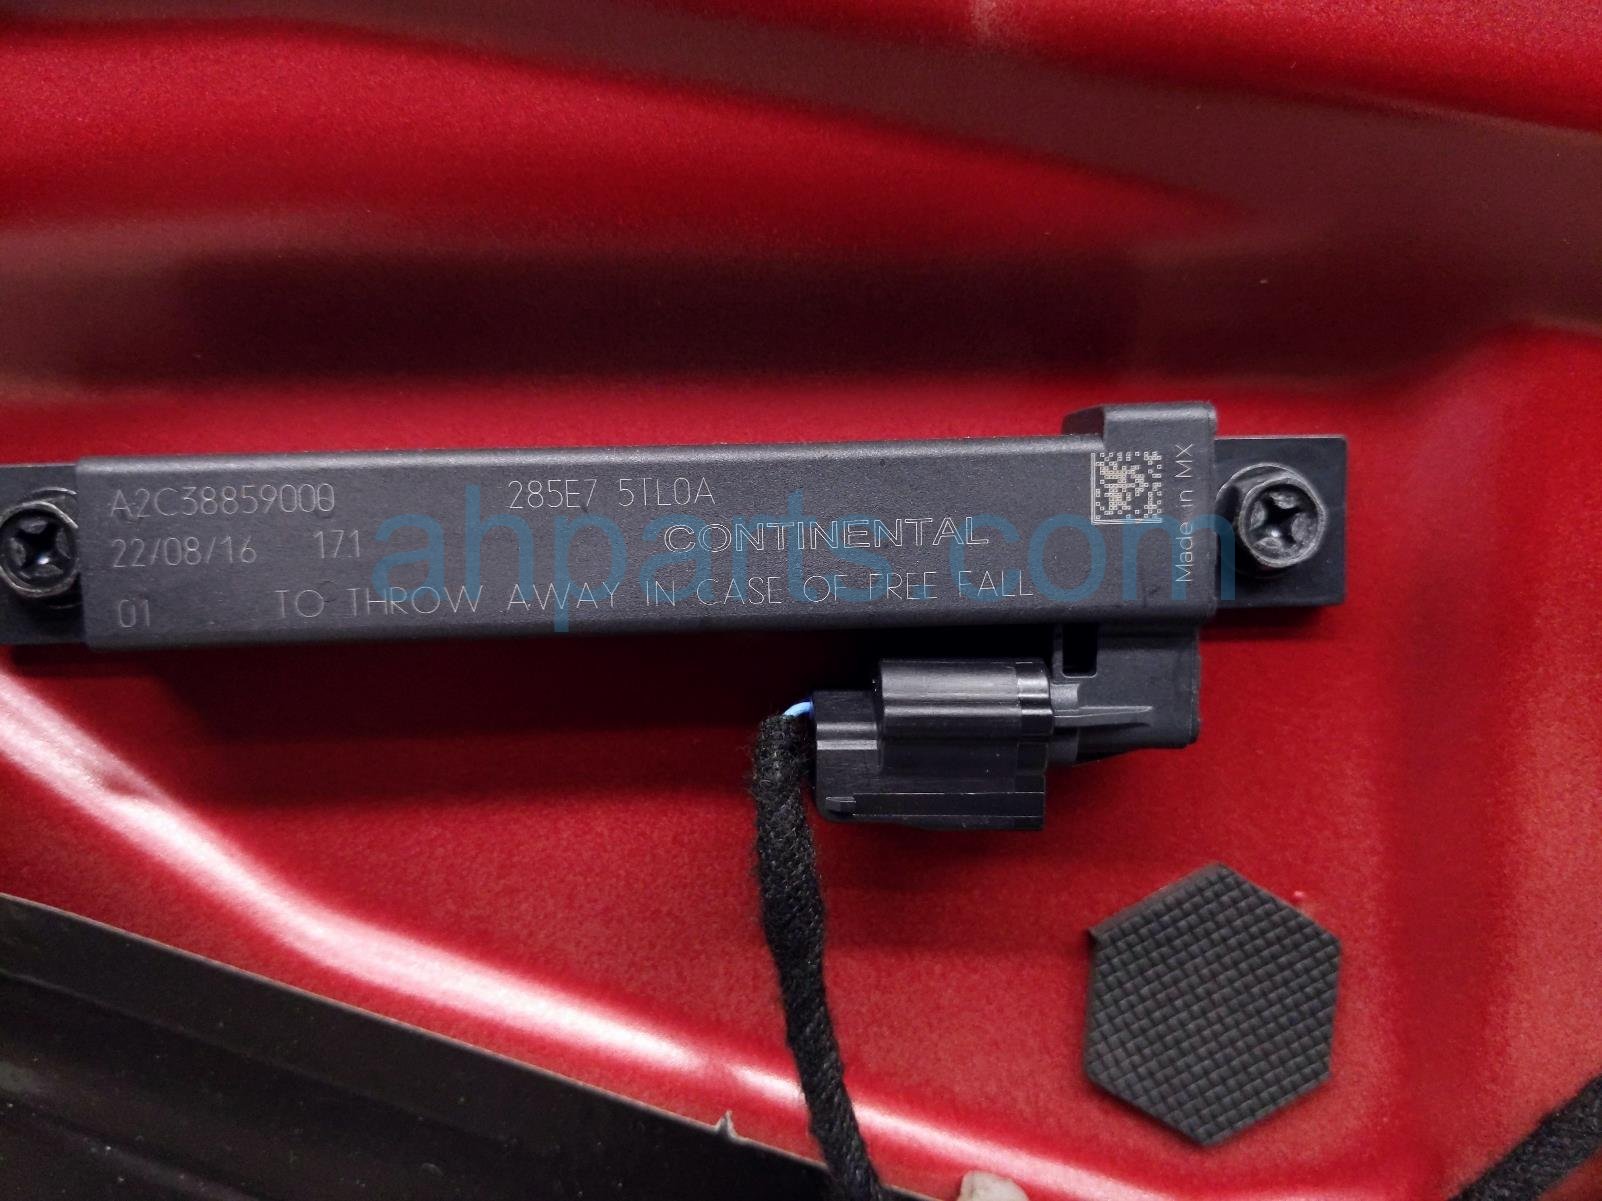 A2C38859000 285E7 5TL0A
22/08/16 171 CONTINENTAL
01 TO THROW AWAY IN CASE OF FREE FALL
Made in MX
ahparts.com